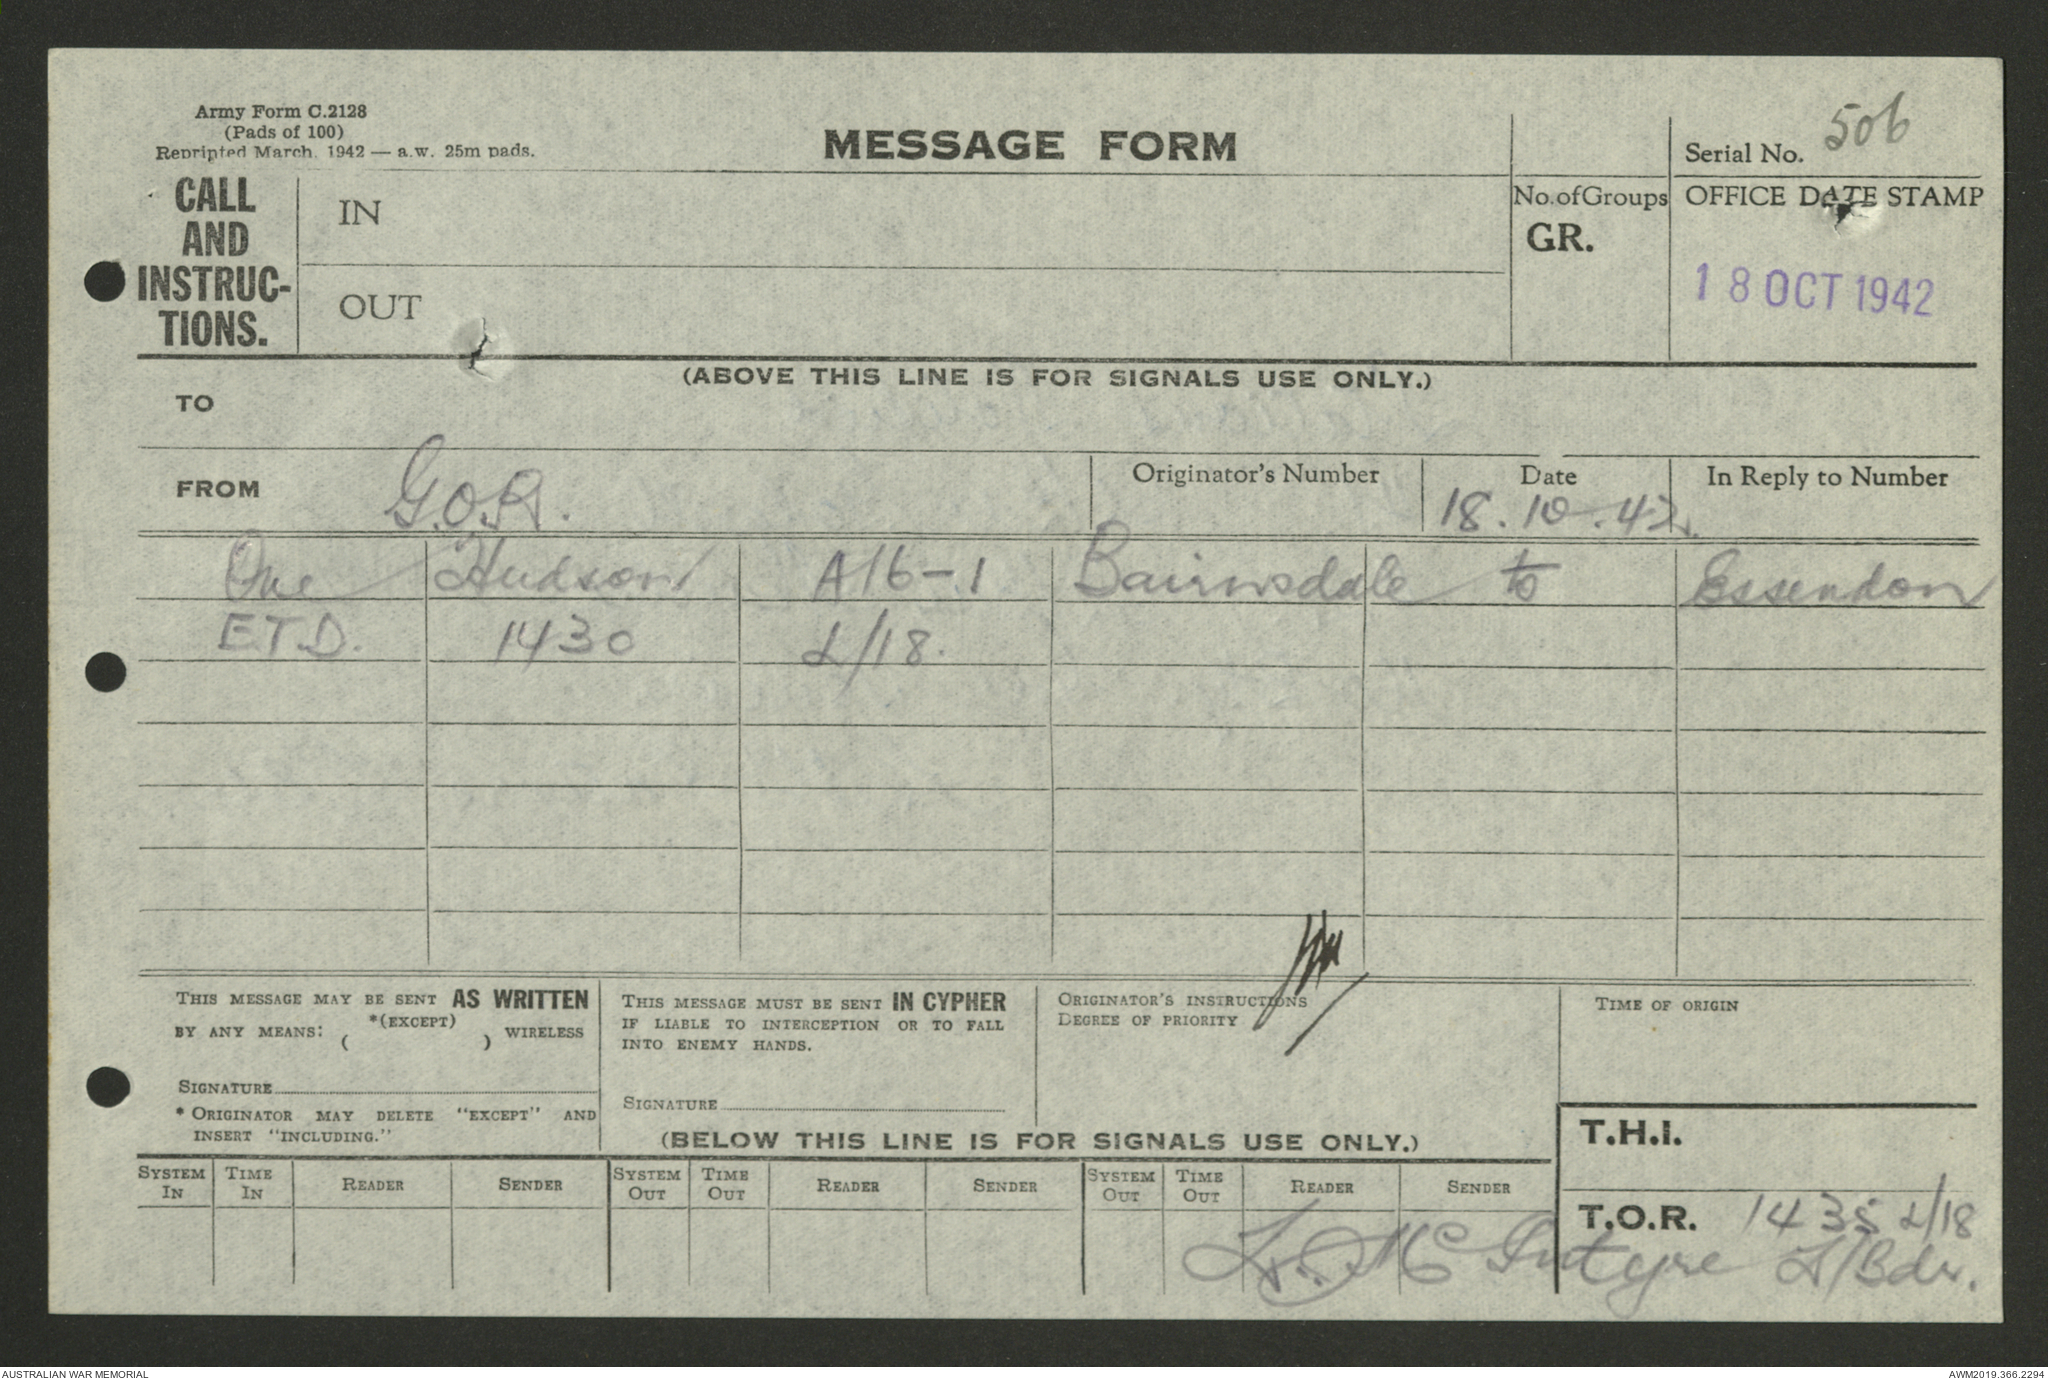 Army Form C.2128
(Pads of 100)
Reprinted March, 1942 — a.w. 25m pads.
MESSAGE FORM
Serial No. 506
CALL AND INSTRUC-TIONS.
IN
OUT
No. of Groups
GR.
OFFICE DATE STAMP
18 OCT 1942
(ABOVE THIS LINE IS FOR SIGNALS USE ONLY.)
TO
FROM G.O.R.
Originator's Number
Date
18.10.42.
In Reply to Number
One Hudson A16-1 Bairnsdale to Essendon
E.T.D. 1430 L/18.
THIS MESSAGE MAY BE SENT AS WRITTEN
BY ANY MEANS: ( *(EXCEPT) ) WIRELESS
SIGNATURE
* ORIGINATOR MAY DELETE "EXCEPT" AND
INSERT "INCLUDING."
THIS MESSAGE MUST BE SENT IN CYPHER
IF LIABLE TO INTERCEPTION OR TO FALL
INTO ENEMY HANDS.
SIGNATURE
ORIGINATOR'S INSTRUCTIONS
DEGREE OF PRIORITY
TIME OF ORIGIN
(BELOW THIS LINE IS FOR SIGNALS USE ONLY.)
T.H.I.
SYSTEM IN TIME IN READER SENDER SYSTEM OUT TIME OUT READER SENDER SYSTEM OUT TIME OUT READER SENDER
T.O.R. 1435 L/18
McIntyre L/Bdr.
AUSTRALIAN WAR MEMORIAL
AWM2019.366.2294